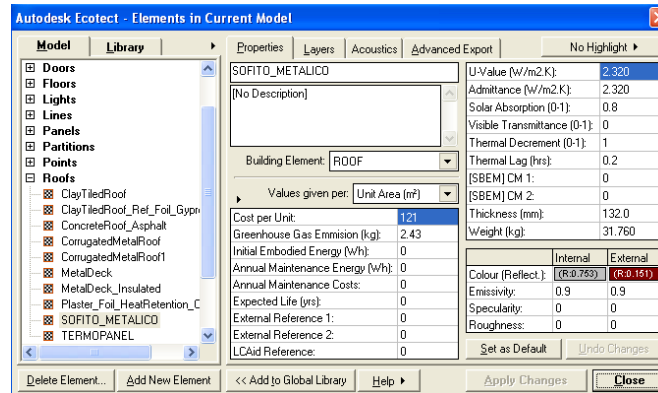 Autodesk Ecotect - Elements in Current Model
Model
Library
Doors
Floors
Lights
Lines
Panels
Partitions
Points
Roofs
ClayTiledRoof
ClayTiledRoof_Ref_Foil_Gypr
ConcreteRoof_Asphalt
CorrugatedMetalRoof
CorrugatedMetalRoof1
MetalDeck
MetalDeck_Insulated
Plaster_Foil_HeatRetention_C
SOFITO_METALICO
TERMOPANEL
Delete Element...
Add New Element
Properties
Layers
Acoustics
Advanced Export
No Highlight
SOFITO_METALICO
[No Description]
Building Element: ROOF
Values given per: Unit Area (m²)
Cost per Unit: 121
Greenhouse Gas Emmision (kg): 2.43
Initial Embodied Energy (Wh): 0
Annual Maintenance Energy (Wh): 0
Annual Maintenance Costs: 0
Expected Life (yrs): 0
External Reference 1: 0
External Reference 2: 0
LCAid Reference: 0
U-Value (W/m2.K): 2.320
Admittance (W/m2.K): 2.320
Solar Absorption (0-1): 0.8
Visible Transmittance (0-1): 0
Thermal Decrement (0-1): 1
Thermal Lag (hrs): 0.2
[SBEM] CM 1: 0
[SBEM] CM 2: 0
Thickness (mm): 132.0
Weight (kg): 31.760
Internal External
Colour (Reflect.): (R:0.753) (R:0.151)
Emissivity: 0.9 0.9
Specularity: 0 0
Roughness: 0 0
Set as Default
Undo Changes
<< Add to Global Library
Help
Apply Changes
Close